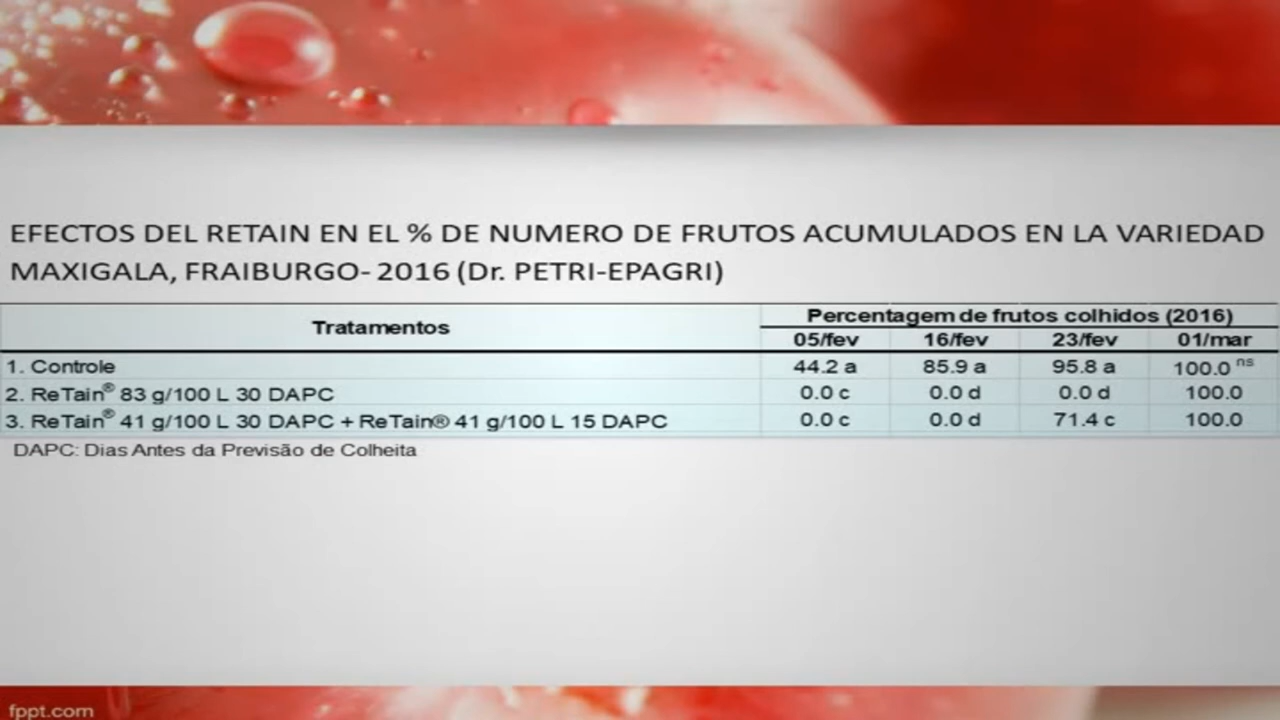 EFECTOS DEL RETAIN EN EL % DE NUMERO DE FRUTOS ACUMULADOS EN LA VARIEDAD
MAXIGALA, FRAIBURGO- 2016 (Dr. PETRI-EPAGRI)
Tratamentos Percentagem de frutos colhidos (2016)
05/fev 16/fev 23/fev 01/mar
1. Controle 44.2 a 85.9 a 95.8 a 100.0 ns
2. ReTain® 83 g/100 L 30 DAPC 0.0 c 0.0 d 0.0 d 100.0
3. ReTain® 41 g/100 L 30 DAPC + ReTain® 41 g/100 L 15 DAPC 0.0 c 0.0 d 71.4 c 100.0
DAPC: Dias Antes da Previsão de Colheita
fppt.com